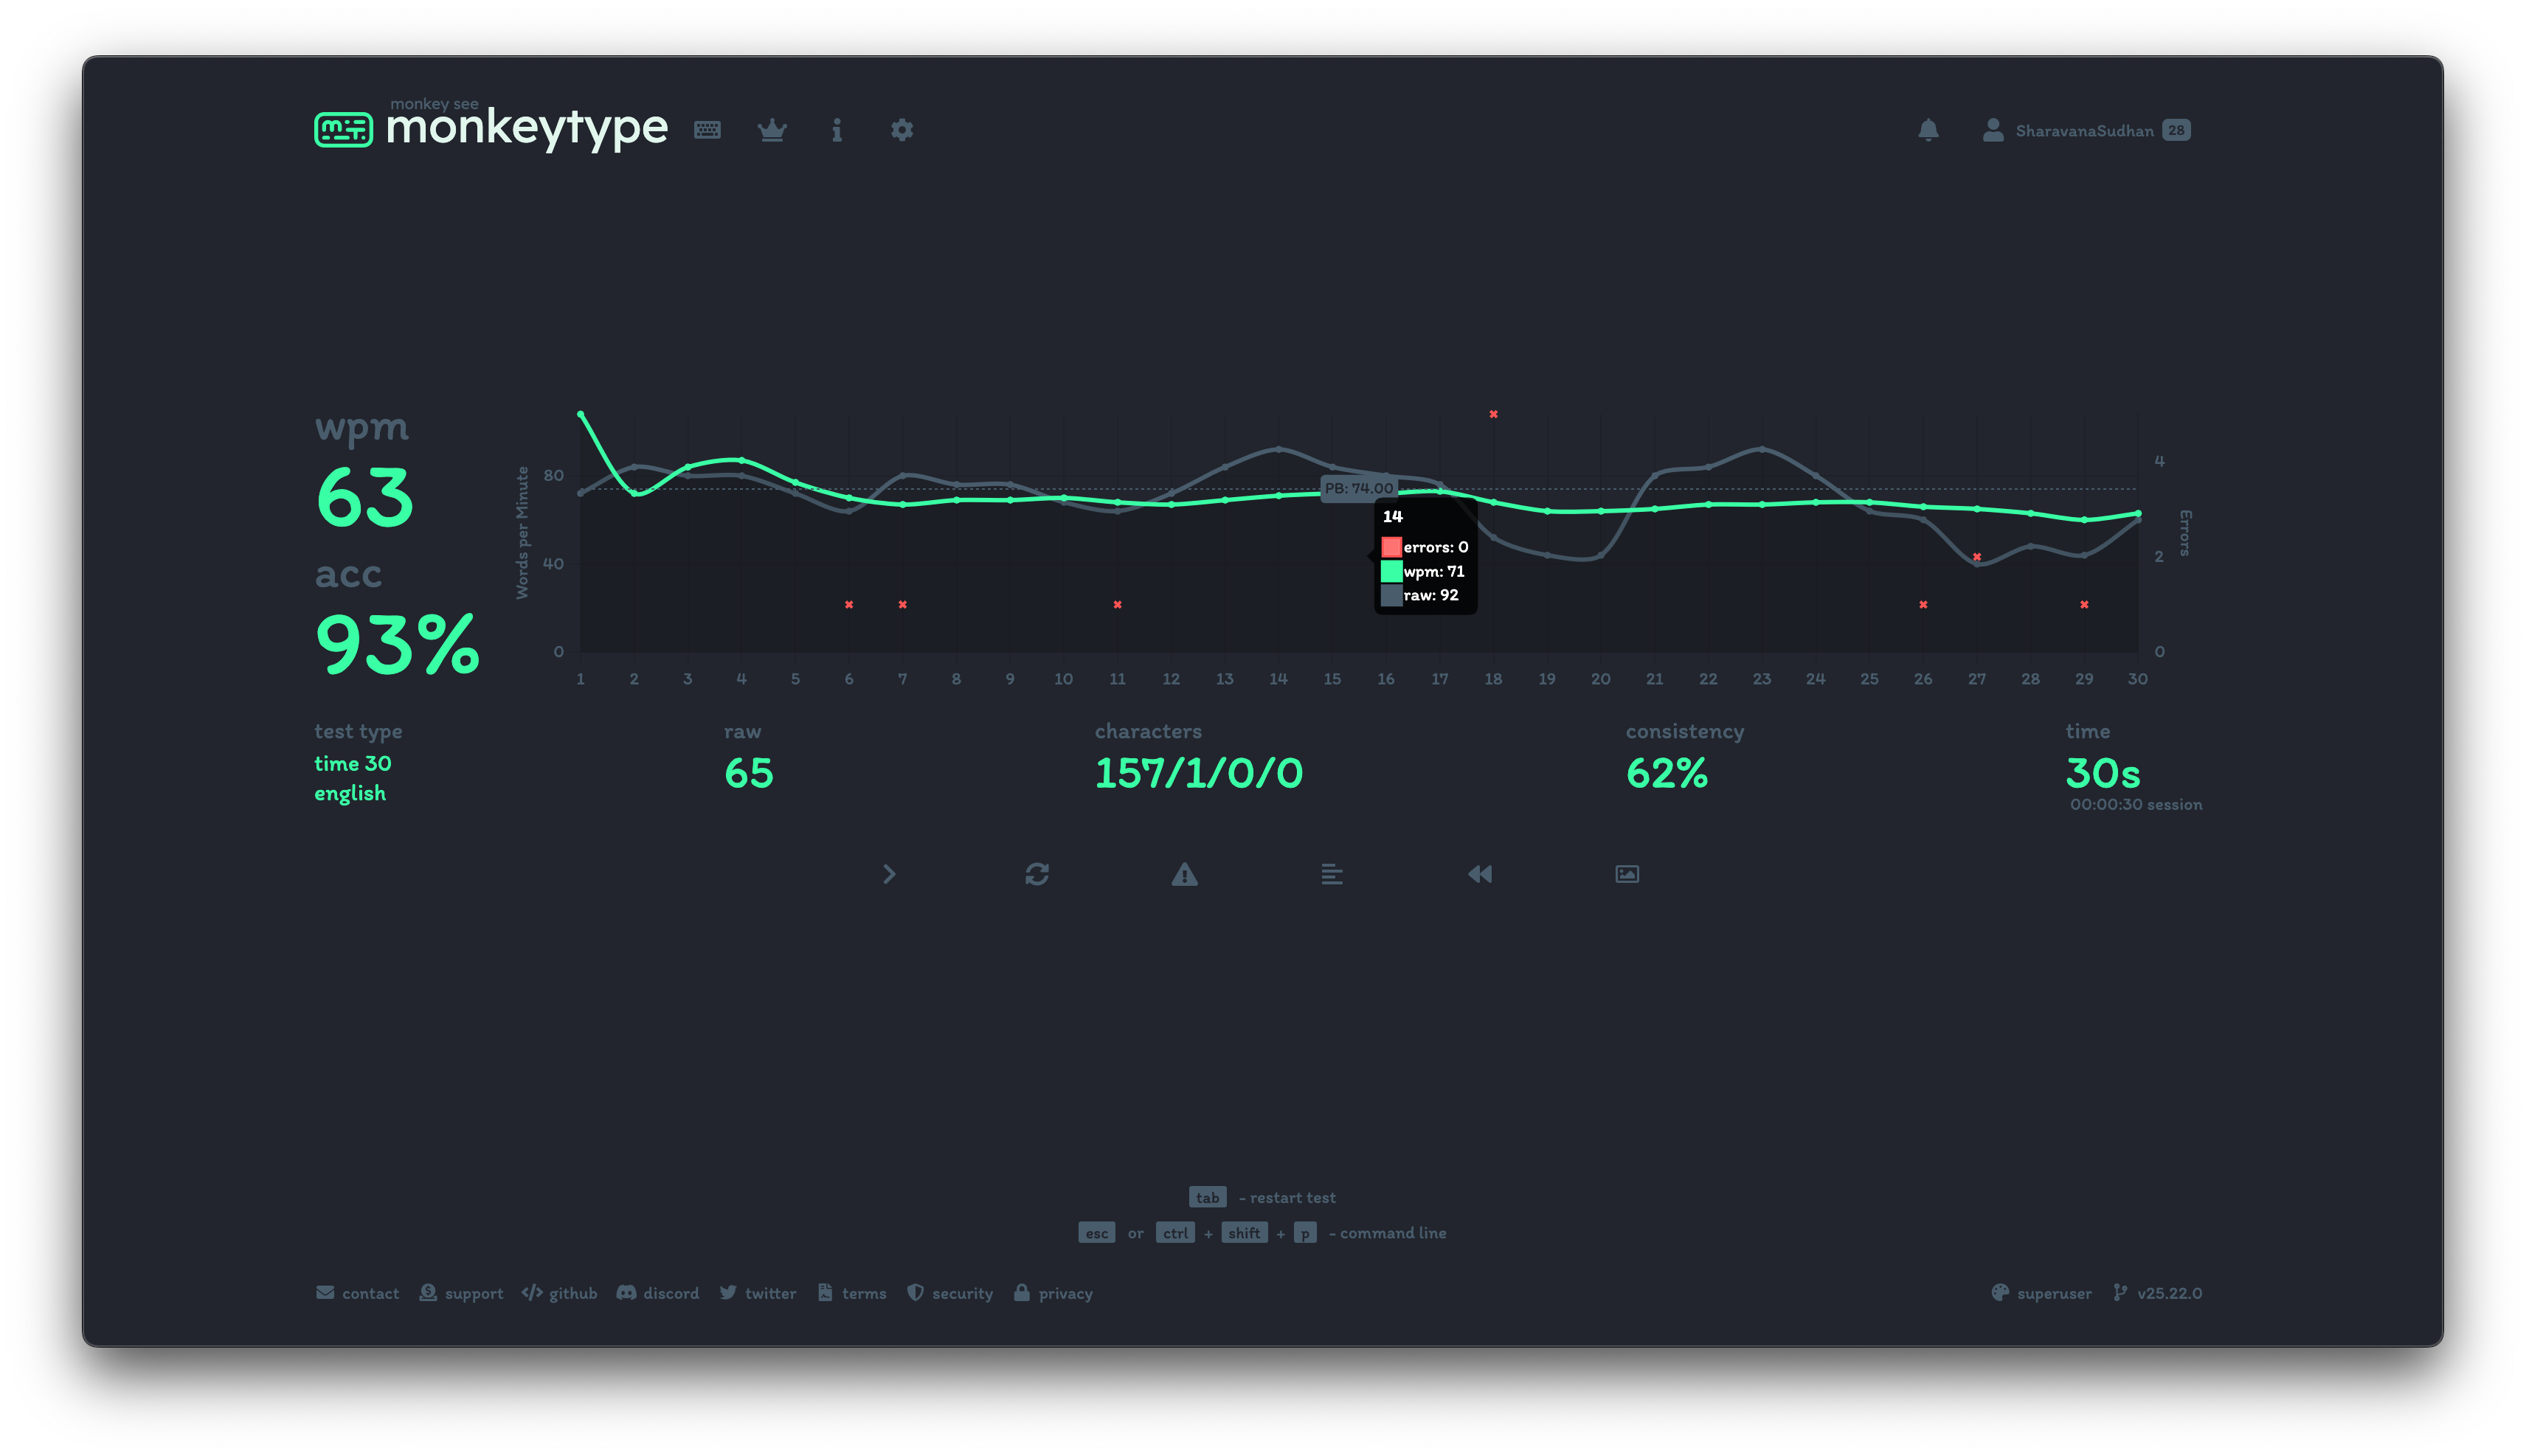 monkey see
monkeytype
SharavanaSudhan 28
wpm
63
acc
93%
Words per Minute
80
40
0
PB: 74.00
14
errors: 0
wpm: 71
raw: 92
4
2
0
Errors
1 2 3 4 5 6 7 8 9 10 11 12 13 14 15 16 17 18 19 20 21 22 23 24 25 26 27 28 29 30
test type
time 30
english
raw
65
characters
157/1/0/0
consistency
62%
time
30s
00:00:30 session
tab - restart test
esc or ctrl + shift + p - command line
contact support github discord twitter terms security privacy superuser v25.22.0